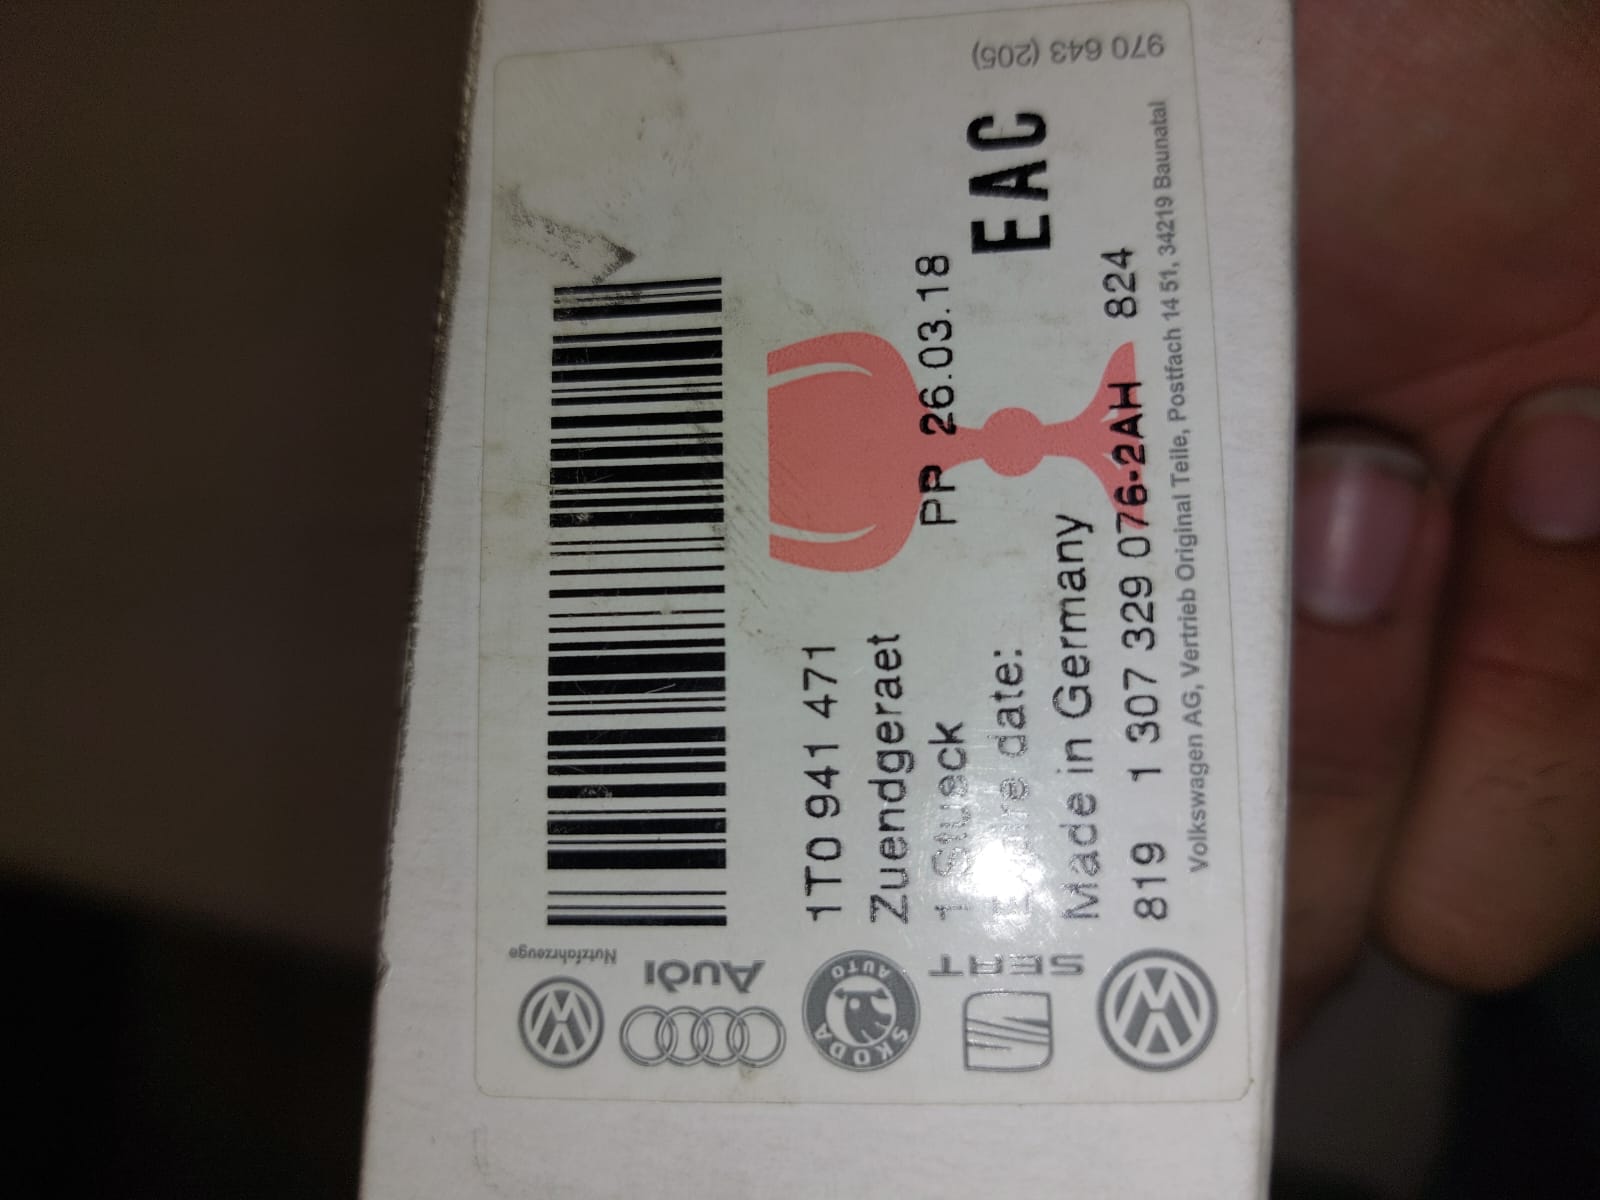 Nutzfahrzeuge
Audi
SKODA
AUTO
SEAT
1T0 941 471
Zuendgeraet
1 Stueck PP 26.03.18
Expire date:
EAC
Made in Germany
819 1 307 329 076-2AH 824
Volkswagen AG, Vertrieb Original Teile, Postfach 14 51, 34219 Baunatal
970 643 (205)